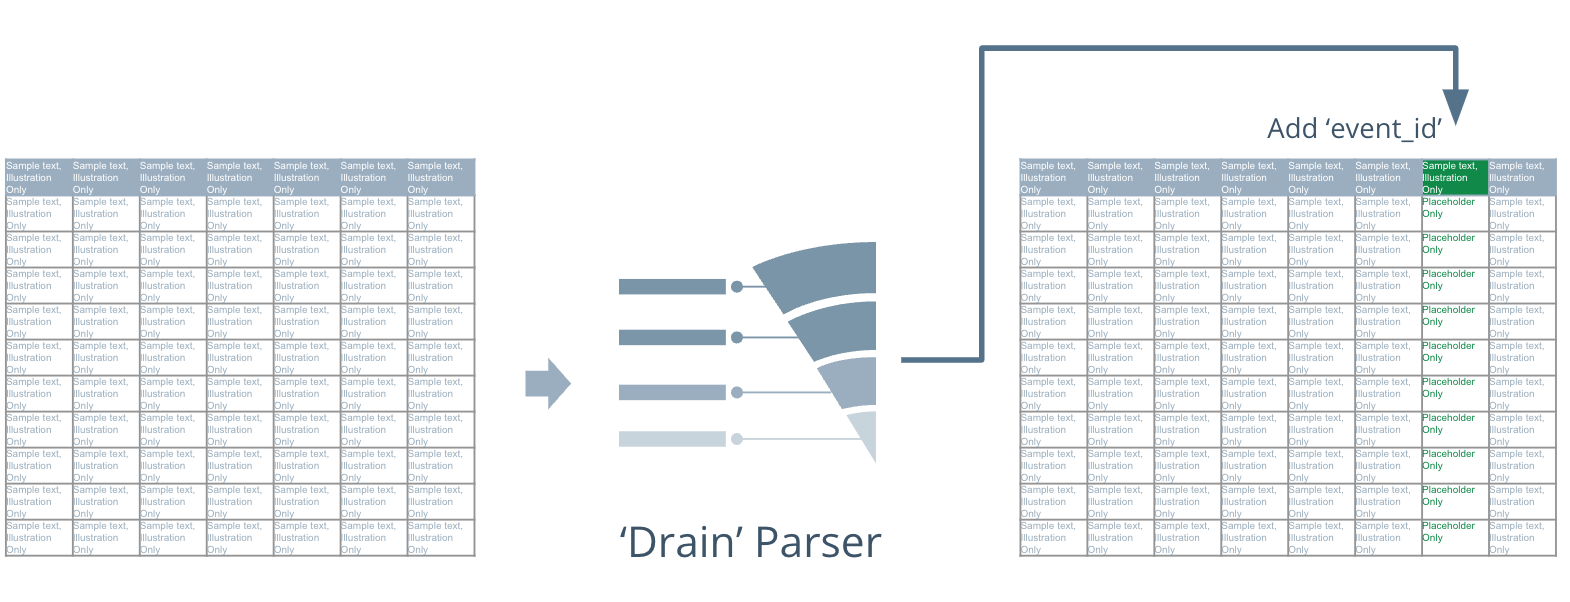 Sample text, Sample text, Sample text, Sample text, Sample text, Sample text, Sample text,
Illustration Illustration Illustration Illustration Illustration Illustration Illustration
Only Only Only Only Only Only Only
Sample text, Sample text, Sample text, Sample text, Sample text, Sample text, Sample text,
Illustration Illustration Illustration Illustration Illustration Illustration Illustration
Only Only Only Only Only Only Only
Sample text, Sample text, Sample text, Sample text, Sample text, Sample text, Sample text,
Illustration Illustration Illustration Illustration Illustration Illustration Illustration
Only Only Only Only Only Only Only
Sample text, Sample text, Sample text, Sample text, Sample text, Sample text, Sample text,
Illustration Illustration Illustration Illustration Illustration Illustration Illustration
Only Only Only Only Only Only Only
Sample text, Sample text, Sample text, Sample text, Sample text, Sample text, Sample text,
Illustration Illustration Illustration Illustration Illustration Illustration Illustration
Only Only Only Only Only Only Only
Sample text, Sample text, Sample text, Sample text, Sample text, Sample text, Sample text,
Illustration Illustration Illustration Illustration Illustration Illustration Illustration
Only Only Only Only Only Only Only
Sample text, Sample text, Sample text, Sample text, Sample text, Sample text, Sample text,
Illustration Illustration Illustration Illustration Illustration Illustration Illustration
Only Only Only Only Only Only Only
Sample text, Sample text, Sample text, Sample text, Sample text, Sample text, Sample text,
Illustration Illustration Illustration Illustration Illustration Illustration Illustration
Only Only Only Only Only Only Only
Sample text, Sample text, Sample text, Sample text, Sample text, Sample text, Sample text,
Illustration Illustration Illustration Illustration Illustration Illustration Illustration
Only Only Only Only Only Only Only
Sample text, Sample text, Sample text, Sample text, Sample text, Sample text, Sample text,
Illustration Illustration Illustration Illustration Illustration Illustration Illustration
Only Only Only Only Only Only Only
Sample text, Sample text, Sample text, Sample text, Sample text, Sample text, Sample text,
Illustration Illustration Illustration Illustration Illustration Illustration Illustration
Only Only Only Only Only Only Only
‘Drain’ Parser
Add ‘event_id’
Sample text, Sample text, Sample text, Sample text, Sample text, Sample text, Sample text, Sample text,
Illustration Illustration Illustration Illustration Illustration Illustration Illustration Illustration
Only Only Only Only Only Only Only Only
Sample text, Sample text, Sample text, Sample text, Sample text, Sample text, Placeholder Sample text,
Illustration Illustration Illustration Illustration Illustration Illustration Only Illustration
Only Only Only Only Only Only Only
Sample text, Sample text, Sample text, Sample text, Sample text, Sample text, Placeholder Sample text,
Illustration Illustration Illustration Illustration Illustration Illustration Only Illustration
Only Only Only Only Only Only Only
Sample text, Sample text, Sample text, Sample text, Sample text, Sample text, Placeholder Sample text,
Illustration Illustration Illustration Illustration Illustration Illustration Only Illustration
Only Only Only Only Only Only Only
Sample text, Sample text, Sample text, Sample text, Sample text, Sample text, Placeholder Sample text,
Illustration Illustration Illustration Illustration Illustration Illustration Only Illustration
Only Only Only Only Only Only Only
Sample text, Sample text, Sample text, Sample text, Sample text, Sample text, Placeholder Sample text,
Illustration Illustration Illustration Illustration Illustration Illustration Only Illustration
Only Only Only Only Only Only Only
Sample text, Sample text, Sample text, Sample text, Sample text, Sample text, Placeholder Sample text,
Illustration Illustration Illustration Illustration Illustration Illustration Only Illustration
Only Only Only Only Only Only Only
Sample text, Sample text, Sample text, Sample text, Sample text, Sample text, Placeholder Sample text,
Illustration Illustration Illustration Illustration Illustration Illustration Only Illustration
Only Only Only Only Only Only Only
Sample text, Sample text, Sample text, Sample text, Sample text, Sample text, Placeholder Sample text,
Illustration Illustration Illustration Illustration Illustration Illustration Only Illustration
Only Only Only Only Only Only Only
Sample text, Sample text, Sample text, Sample text, Sample text, Sample text, Placeholder Sample text,
Illustration Illustration Illustration Illustration Illustration Illustration Only Illustration
Only Only Only Only Only Only Only
Sample text, Sample text, Sample text, Sample text, Sample text, Sample text, Placeholder Sample text,
Illustration Illustration Illustration Illustration Illustration Illustration Only Illustration
Only Only Only Only Only Only Only